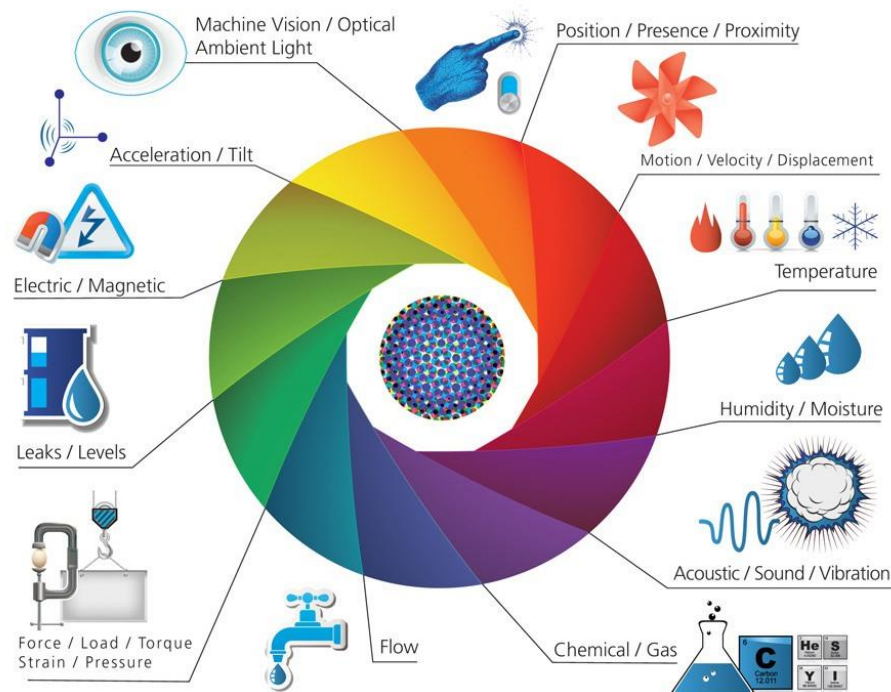 Machine Vision / Optical
Ambient Light
Position / Presence / Proximity
Acceleration / Tilt
Motion / Velocity / Displacement
Electric / Magnetic
Temperature
Leaks / Levels
Humidity / Moisture
Acoustic / Sound / Vibration
Force / Load / Torque
Strain / Pressure
Flow
Chemical / Gas
6
C
Carbon
12.011
He
S
Y
I